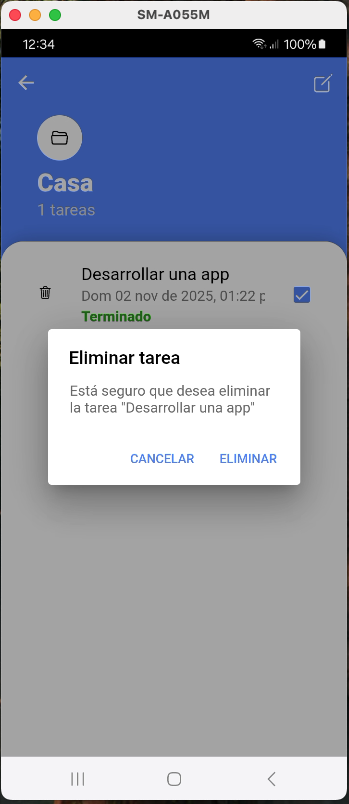 SM-A055M
12:34
100%
Casa
1 tareas
Desarrollar una app
Dom 02 nov de 2025, 01:22 p
Terminado
Eliminar tarea
Está seguro que desea eliminar
la tarea "Desarrollar una app"
CANCELAR ELIMINAR